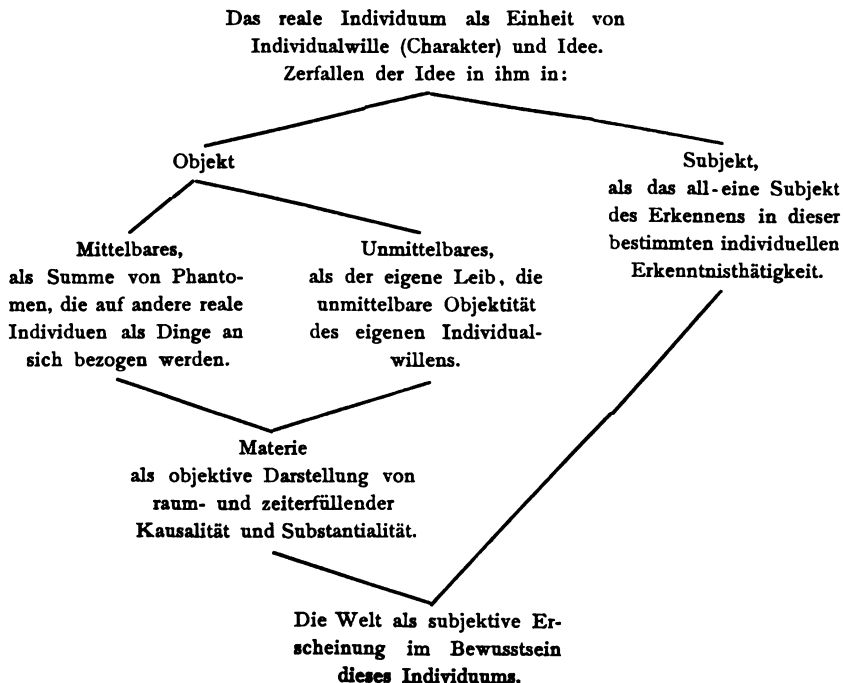 Das reale Individuum als Einheit von
Individualwille (Charakter) und Idee.
Zerfallen der Idee in ihm in:
Objekt
Subjekt,
als das all-eine Subjekt
des Erkennens in dieser
bestimmten individuellen
Erkenntnisthätigkeit.
Mittelbares,
als Summe von Phanto-
men, die auf andere reale
Individuen als Dinge an
sich bezogen werden.
Unmittelbares,
als der eigene Leib, die
unmittelbare Objektität
des eigenen Individual-
willens.
Materie
als objektive Darstellung von
raum- und zeiterfüllender
Kausalität und Substantialität.
Die Welt als subjektive Er-
scheinung im Bewusstsein
dieses Individuums.